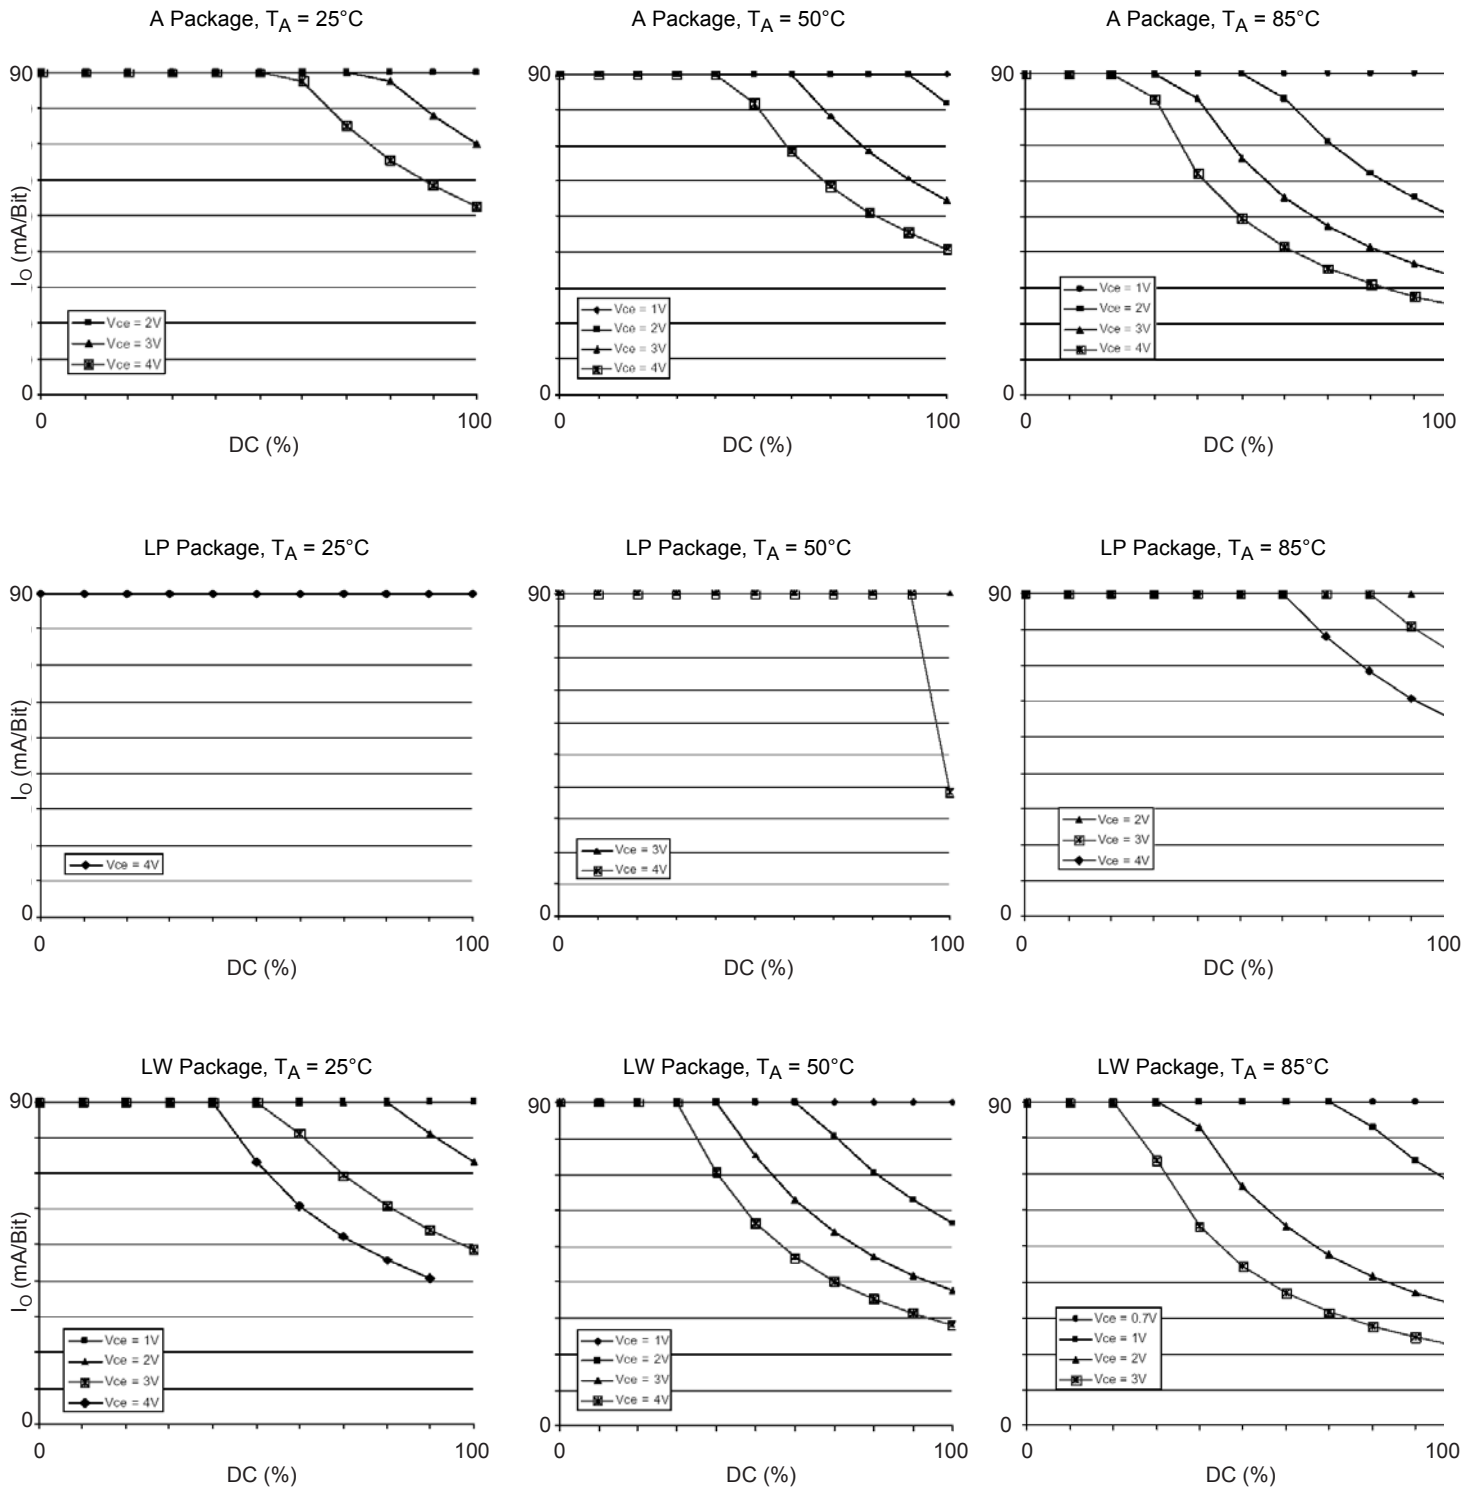 A Package, TA = 25°C
90
IO (mA/Bit)
Vce = 2V
Vce = 3V
Vce = 4V
0
0
100
DC (%)
A Package, TA = 50°C
90
Vce = 1V
Vce = 2V
Vce = 3V
Vce = 4V
0
0
100
DC (%)
A Package, TA = 85°C
90
Vce = 1V
Vce = 2V
Vce = 3V
Vce = 4V
0
0
100
DC (%)
LP Package, TA = 25°C
90
IO (mA/Bit)
Vce = 4V
0
0
100
DC (%)
LP Package, TA = 50°C
90
Vce = 3V
Vce = 4V
0
0
100
DC (%)
LP Package, TA = 85°C
90
Vce = 2V
Vce = 3V
Vce = 4V
0
0
100
DC (%)
LW Package, TA = 25°C
90
IO (mA/Bit)
Vce = 1V
Vce = 2V
Vce = 3V
Vce = 4V
0
0
100
DC (%)
LW Package, TA = 50°C
90
Vce = 1V
Vce = 2V
Vce = 3V
Vce = 4V
0
0
100
DC (%)
LW Package, TA = 85°C
90
Vce = 0.7V
Vce = 1V
Vce = 2V
Vce = 3V
0
0
100
DC (%)